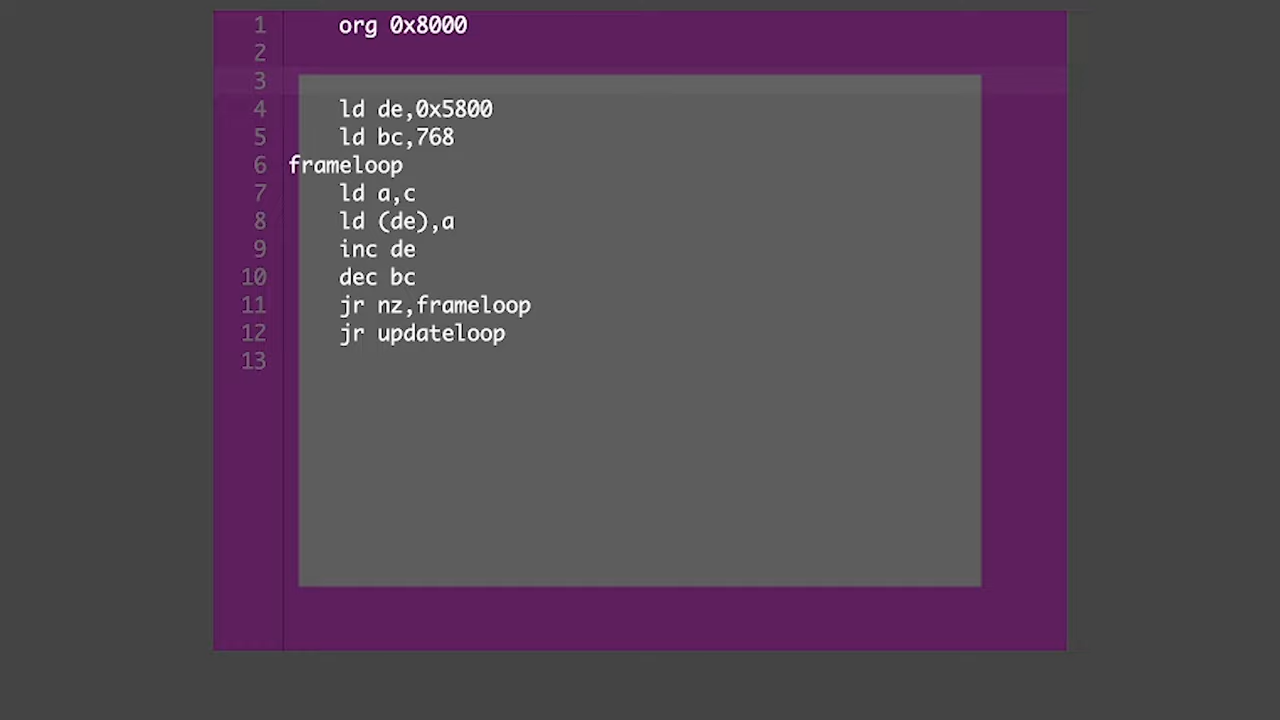 1 org 0x8000
2
3
4 ld de,0x5800
5 ld bc,768
6 frameloop
7 ld a,c
8 ld (de),a
9 inc de
10 dec bc
11 jr nz,frameloop
12 jr updateloop
13